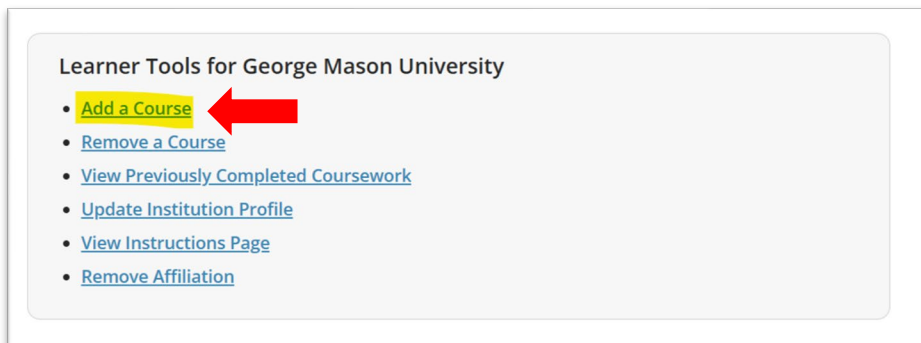 Learner Tools for George Mason University
Add a Course
Remove a Course
View Previously Completed Coursework
Update Institution Profile
View Instructions Page
Remove Affiliation